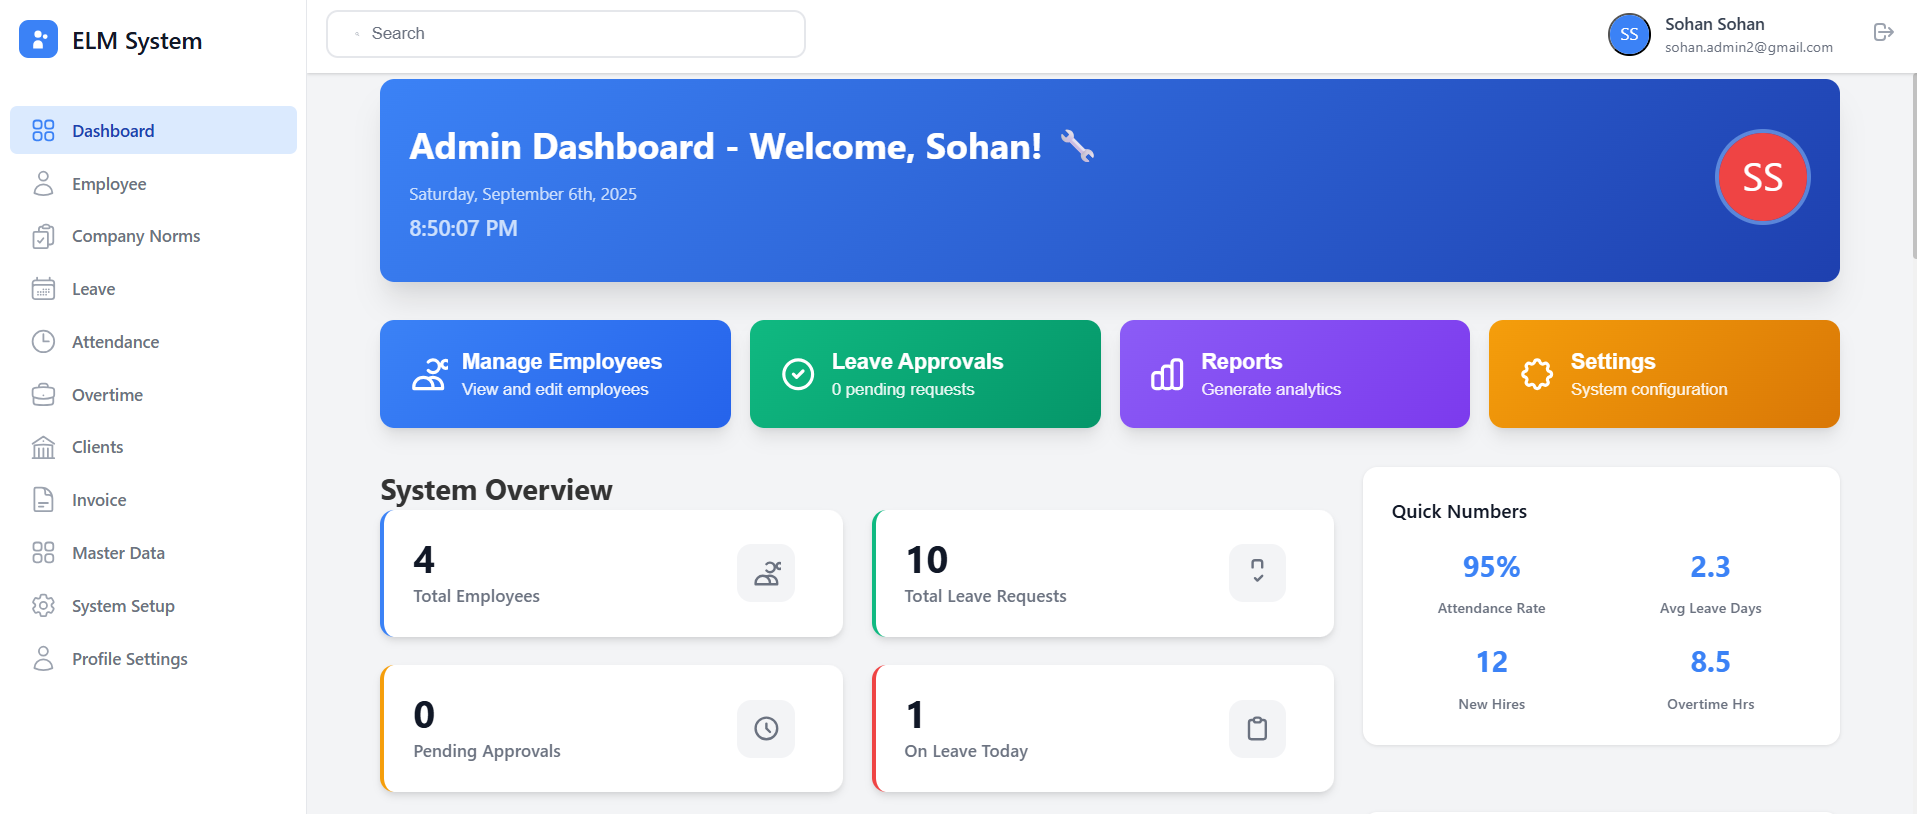 ELM System
Search
SS
Sohan Sohan
sohan.admin2@gmail.com
Dashboard
Employee
Company Norms
Leave
Attendance
Overtime
Clients
Invoice
Master Data
System Setup
Profile Settings
Admin Dashboard - Welcome, Sohan!
Saturday, September 6th, 2025
8:50:07 PM
SS
Manage Employees
View and edit employees
Leave Approvals
0 pending requests
Reports
Generate analytics
Settings
System configuration
System Overview
4
Total Employees
10
Total Leave Requests
0
Pending Approvals
1
On Leave Today
Quick Numbers
95%
Attendance Rate
2.3
Avg Leave Days
12
New Hires
8.5
Overtime Hrs